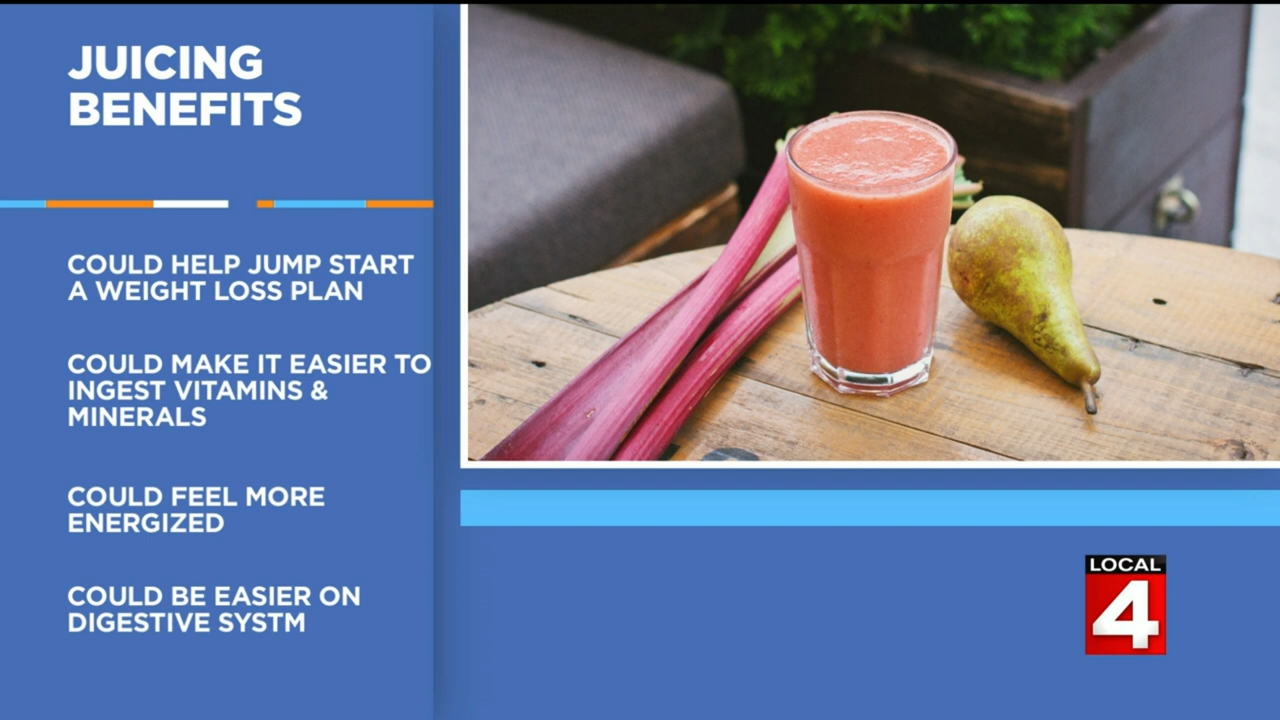 JUICING
BENEFITS
COULD HELP JUMP START
A WEIGHT LOSS PLAN
COULD MAKE IT EASIER TO
INGEST VITAMINS &
MINERALS
COULD FEEL MORE
ENERGIZED
COULD BE EASIER ON
DIGESTIVE SYSTM
LOCAL
4